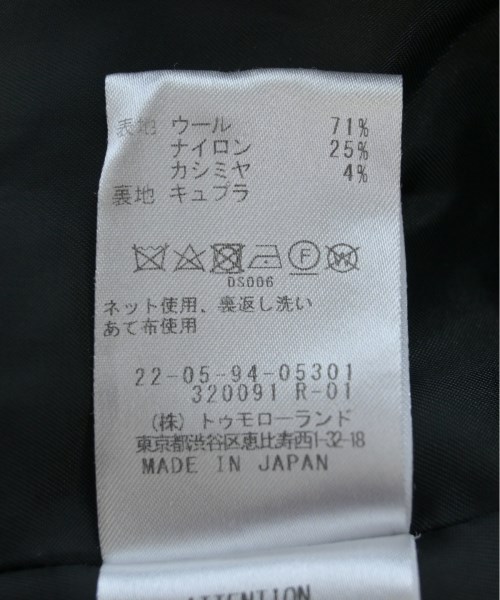 表地 ウール 71%
ナイロン 25%
カシミヤ 4%
裏地 キュプラ
F W
DS006
ネット使用、裏返し洗い
あて布使用
22-05-94-05301
320091 R-01
(株) トゥモローランド
東京都渋谷区恵比寿西1-32-18
MADE IN JAPAN
ATTENTION